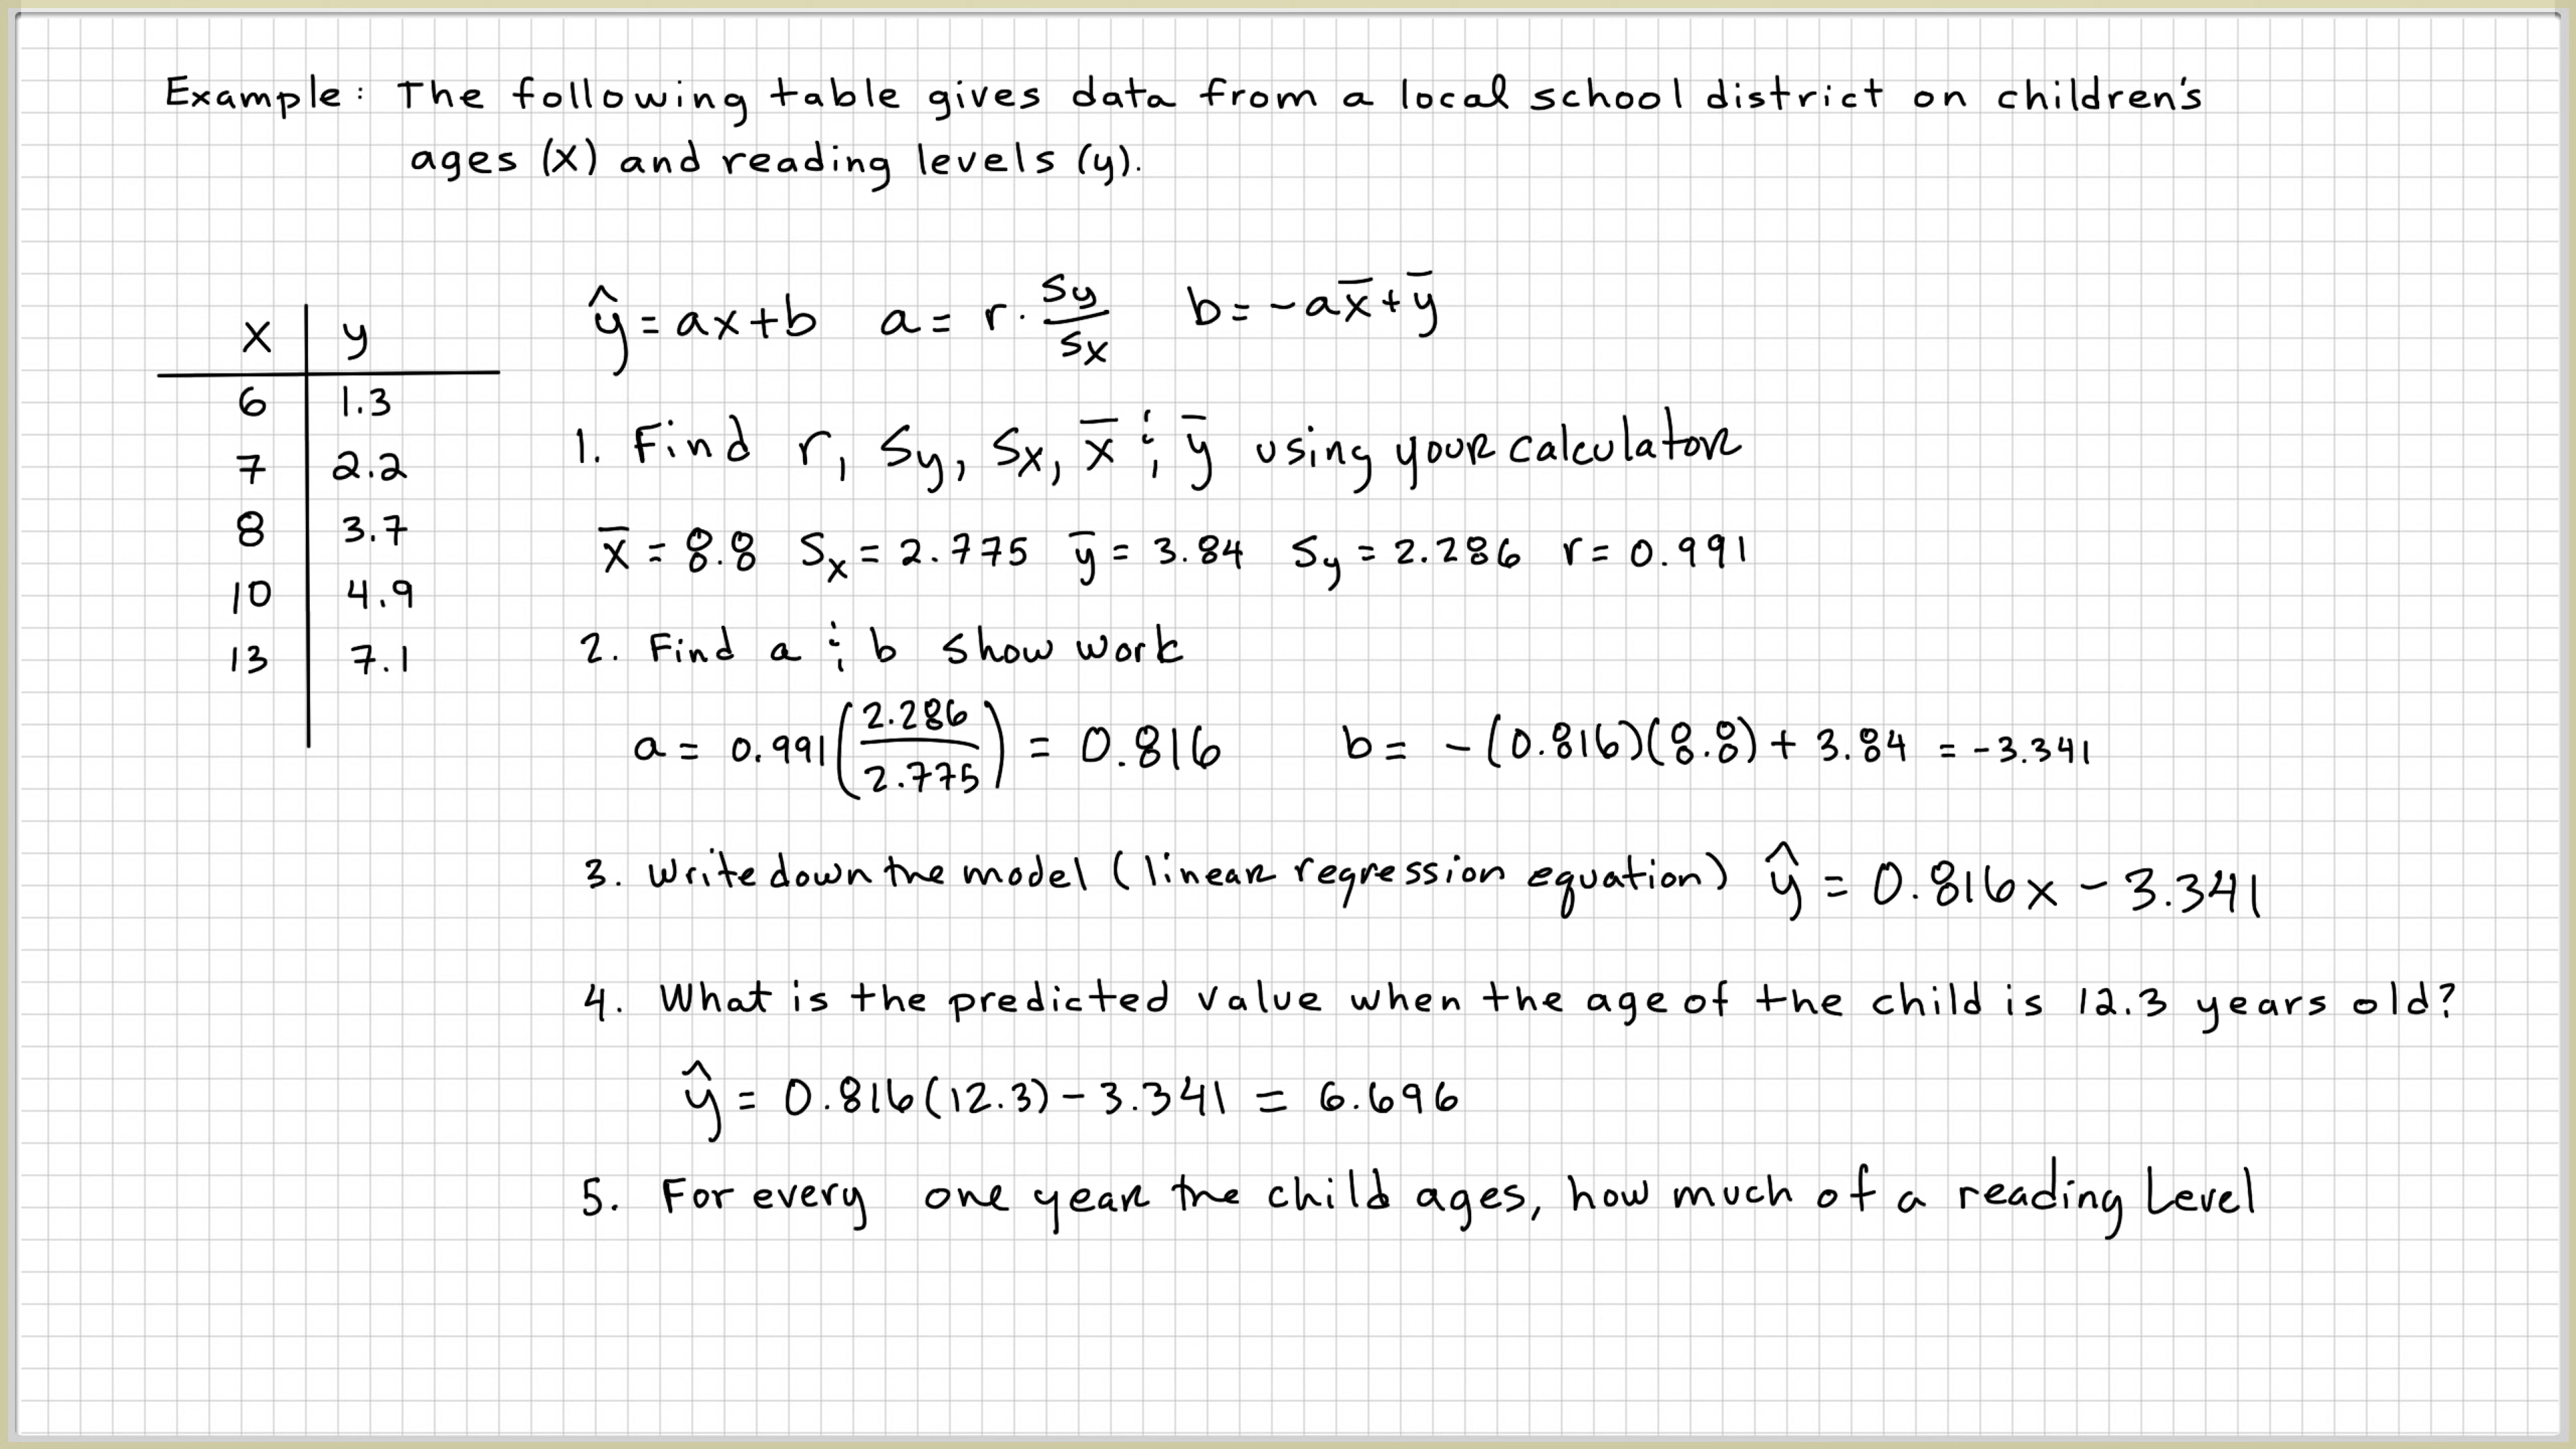 Example: The following table gives data from a local school district on children's
ages (x) and reading levels (y).
ŷ = ax+b a = r · Sy/Sx b = -ax̄+ȳ
x y
6 1.3
7 2.2
8 3.7
10 4.9
13 7.1
1. Find r, Sy, Sx, x̄ & ȳ using your calculator
x̄ = 8.8 Sx = 2.775 ȳ = 3.84 Sy = 2.286 r = 0.991
2. Find a & b show work
a = 0.991(2.286/2.775) = 0.816 b = -(0.816)(8.8) + 3.84 = -3.341
3. Write down the model (linear regression equation) ŷ = 0.816x - 3.341
4. What is the predicted value when the age of the child is 12.3 years old?
ŷ = 0.816(12.3) - 3.341 = 6.696
5. For every one year the child ages, how much of a reading level